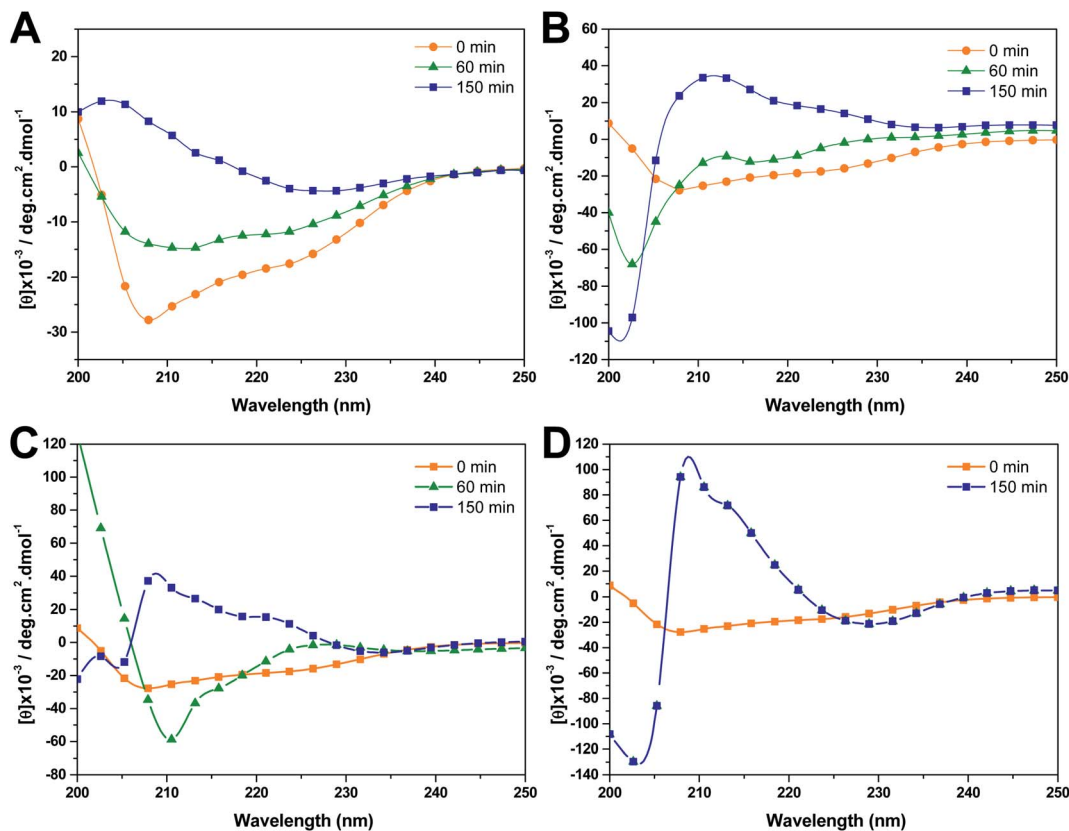 A
0 min
60 min
150 min
[θ]x10⁻³ / deg.cm².dmol⁻¹
20
10
0
-10
-20
-30
200 210 220 230 240 250
Wavelength (nm)
B
0 min
60 min
150 min
[θ]x10⁻³ / deg.cm².dmol⁻¹
60
40
20
0
-20
-40
-60
-80
-100
-120
200 210 220 230 240 250
Wavelength (nm)
C
0 min
60 min
150 min
[θ]x10⁻³ / deg.cm².dmol⁻¹
120
100
80
60
40
20
0
-20
-40
-60
-80
200 210 220 230 240 250
Wavelength (nm)
D
0 min
150 min
[θ]x10⁻³ / deg.cm².dmol⁻¹
120
100
80
60
40
20
0
-20
-40
-60
-80
-100
-120
-140
200 210 220 230 240 250
Wavelength (nm)